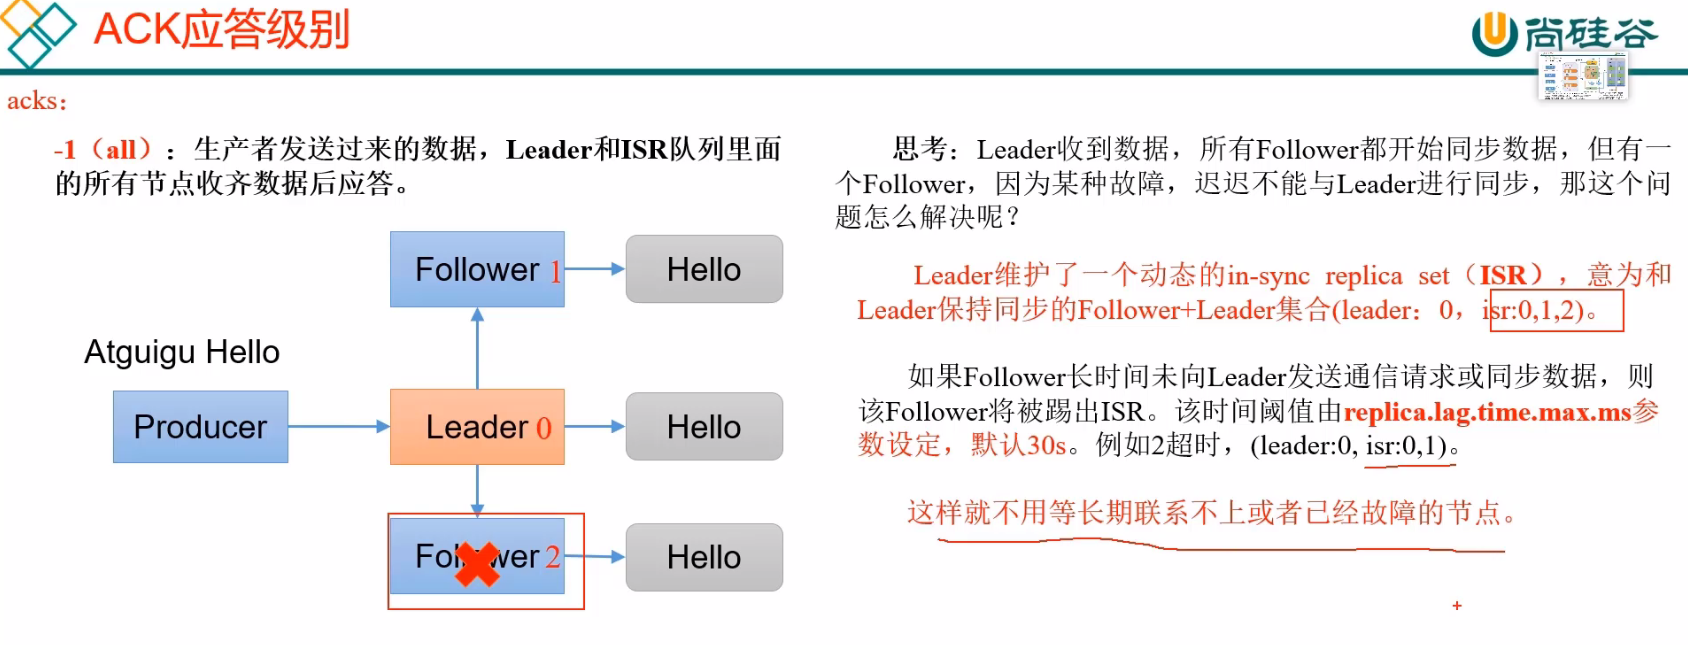 ACK应答级别
尚硅谷
acks：
-1（all）：生产者发送过来的数据，Leader和ISR队列里面
的所有节点收齐数据后应答。
Follower 1
Hello
Atguigu Hello
Producer
Leader 0
Hello
Follower 2
Hello
思考：Leader收到数据，所有Follower都开始同步数据，但有一
个Follower，因为某种故障，迟迟不能与Leader进行同步，那这个问
题怎么解决呢？
Leader维护了一个动态的in-sync replica set（ISR），意为和
Leader保持同步的Follower+Leader集合(leader：0，isr:0,1,2)。
如果Follower长时间未向Leader发送通信请求或同步数据，则
该Follower将被踢出ISR。该时间阈值由replica.lag.time.max.ms参
数设定，默认30s。例如2超时，(leader:0, isr:0,1)。
这样就不用等长期联系不上或者已经故障的节点。